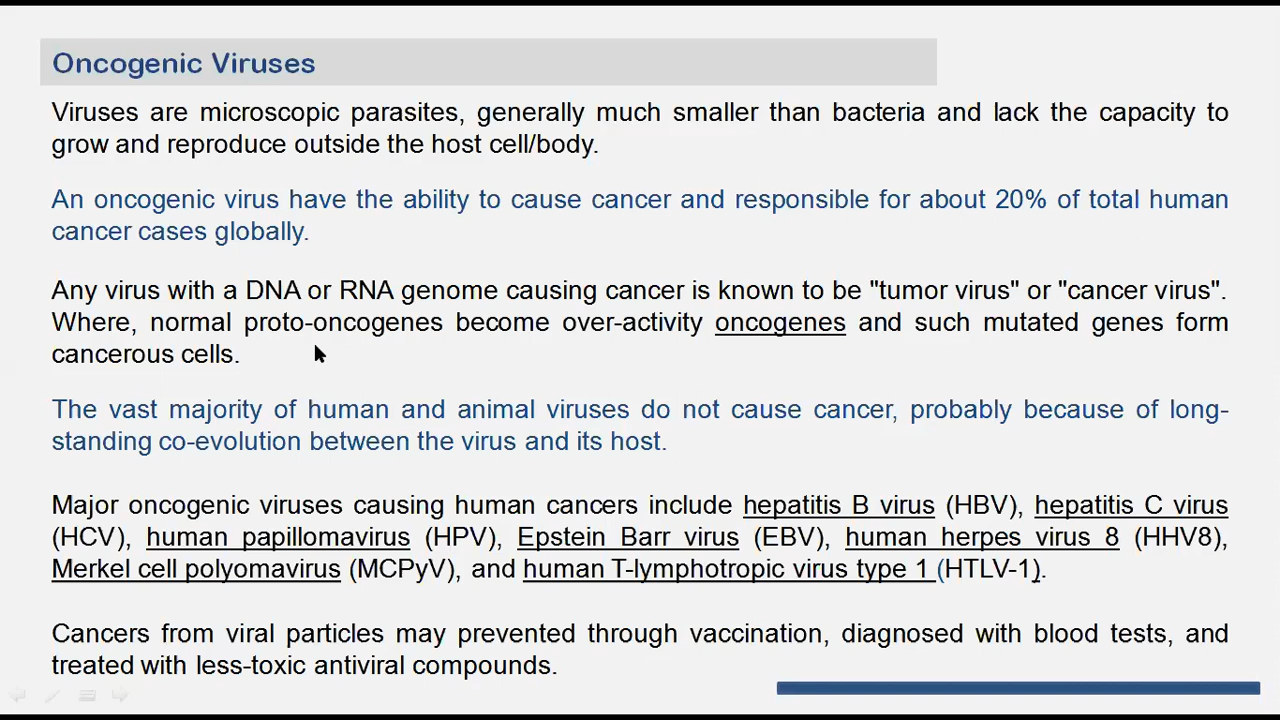 Oncogenic Viruses
Viruses are microscopic parasites, generally much smaller than bacteria and lack the capacity to
grow and reproduce outside the host cell/body.
An oncogenic virus have the ability to cause cancer and responsible for about 20% of total human
cancer cases globally.
Any virus with a DNA or RNA genome causing cancer is known to be "tumor virus" or "cancer virus".
Where, normal proto-oncogenes become over-activity oncogenes and such mutated genes form
cancerous cells.
The vast majority of human and animal viruses do not cause cancer, probably because of long-
standing co-evolution between the virus and its host.
Major oncogenic viruses causing human cancers include hepatitis B virus (HBV), hepatitis C virus
(HCV), human papillomavirus (HPV), Epstein Barr virus (EBV), human herpes virus 8 (HHV8),
Merkel cell polyomavirus (MCPyV), and human T-lymphotropic virus type 1 (HTLV-1).
Cancers from viral particles may prevented through vaccination, diagnosed with blood tests, and
treated with less-toxic antiviral compounds.